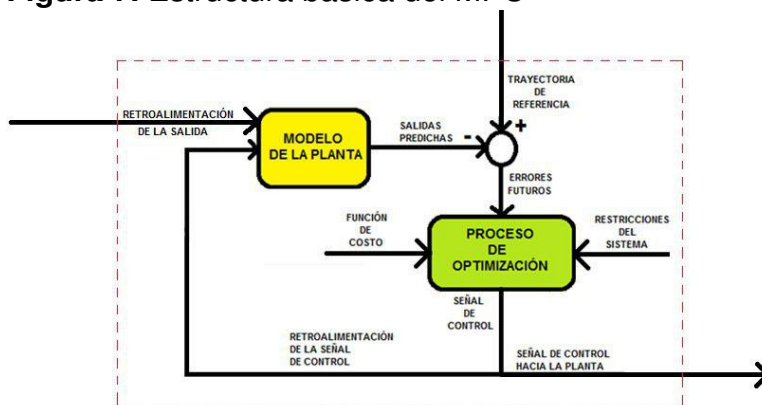 TRAYECTORIA
DE
REFERENCIA
RETROALIMENTACIÓN
DE LA SALIDA
MODELO
DE LA PLANTA
SALIDAS
PREDICHAS
-
+
ERRORES
FUTUROS
FUNCIÓN
DE
COSTO
PROCESO
DE
OPTIMIZACIÓN
RESTRICCIONES
DEL
SISTEMA
SEÑAL
DE
CONTROL
RETROALIMENTACIÓN
DE LA SEÑAL
DE CONTROL
SEÑAL DE CONTROL
HACIA LA PLANTA